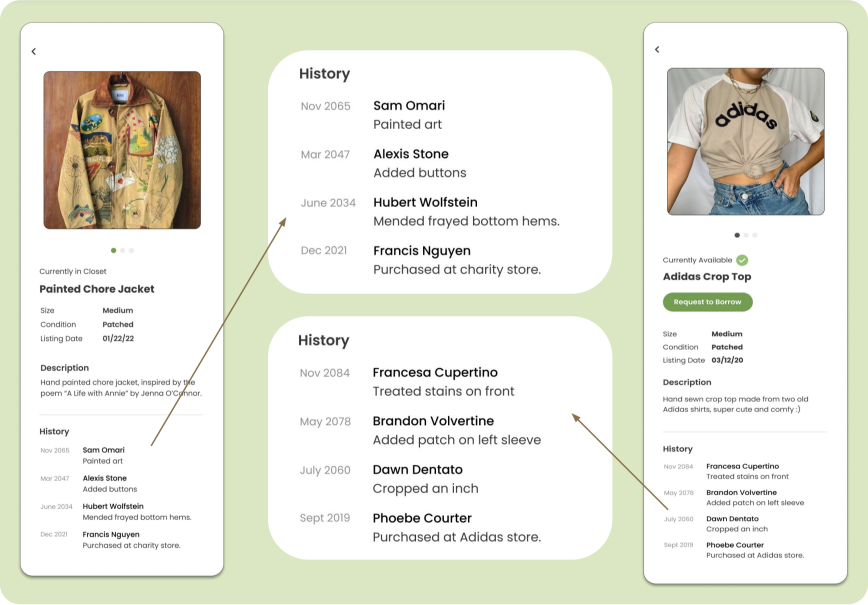 Currently in Closet
Painted Chore Jacket
Size Medium
Condition Patched
Listing Date 01/22/22
Description
Hand painted chore jacket, inspired by the
poem “A Life with Annie” by Jenna O’Connor.
History
Nov 2065 Sam Omari
Painted art
Mar 2047 Alexis Stone
Added buttons
June 2034 Hubert Wolfstein
Mended frayed bottom hems.
Dec 2021 Francis Nguyen
Purchased at charity store.
History
Nov 2065 Sam Omari
Painted art
Mar 2047 Alexis Stone
Added buttons
June 2034 Hubert Wolfstein
Mended frayed bottom hems.
Dec 2021 Francis Nguyen
Purchased at charity store.
History
Nov 2084 Francesa Cupertino
Treated stains on front
May 2078 Brandon Volvertine
Added patch on left sleeve
July 2060 Dawn Dentato
Cropped an inch
Sept 2019 Phoebe Courter
Purchased at Adidas store.
adidas
Currently Available
Adidas Crop Top
Request to Borrow
Size Medium
Condition Patched
Listing Date 03/12/20
Description
Hand sewn crop top made from two old
Adidas shirts, super cute and comfy :)
History
Nov 2084 Francesa Cupertino
Treated stains on front
May 2078 Brandon Volvertine
Added patch on left sleeve
July 2060 Dawn Dentato
Cropped an inch
Sept 2019 Phoebe Courter
Purchased at Adidas store.